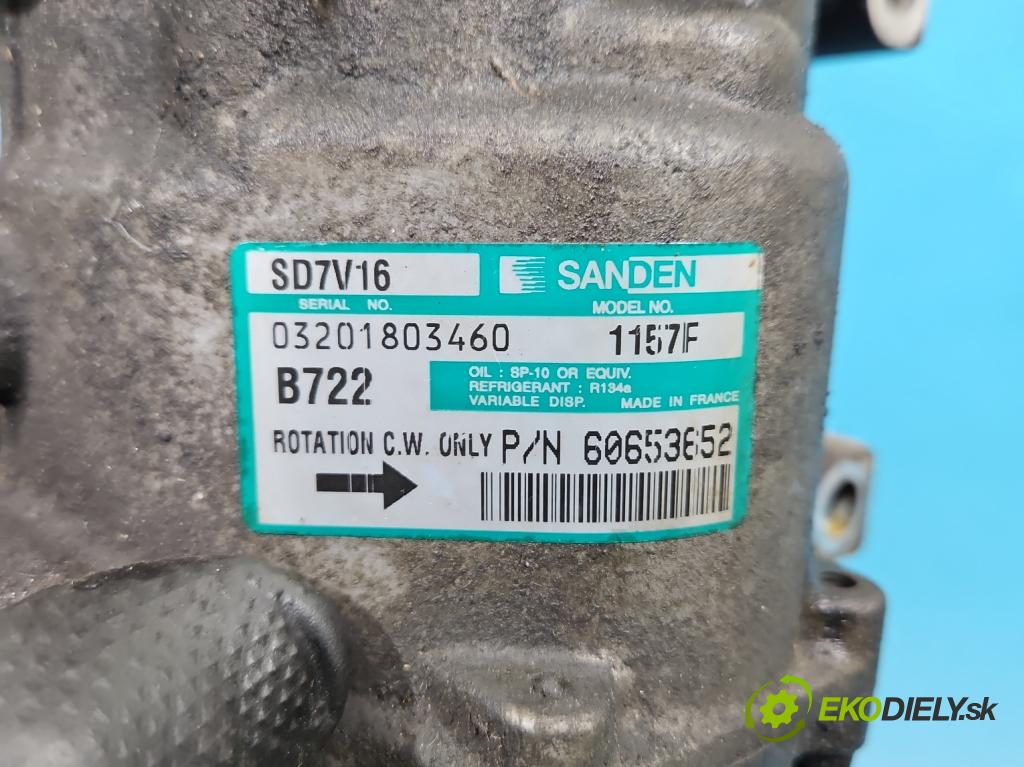 SD7V16 SANDEN
SERIAL NO. MODEL NO.
03201803460 1157F
B722 OIL : SP-10 OR EQUIV.
REFRIGERANT : R134a
VARIABLE DISP. MADE IN FRANCE
ROTATION C.W. ONLY P/N 60653652
EKODIELY.sk